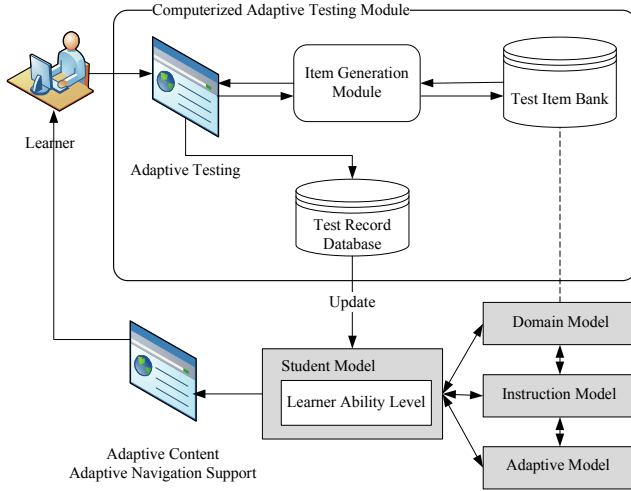 Computerized Adaptive Testing Module
Item Generation
Module
Test Item Bank
Learner
Adaptive Testing
Test Record
Database
Update
Domain Model
Student Model
Learner Ability Level
Instruction Model
Adaptive Model
Adaptive Content
Adaptive Navigation Support